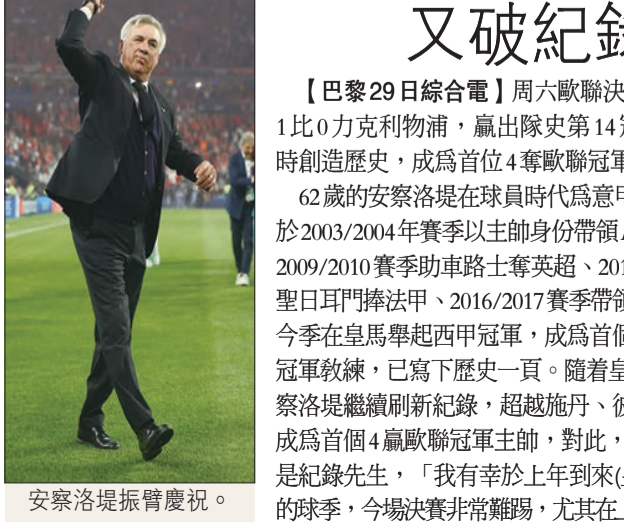 又破紀錄
【巴黎29日綜合電】周六歐聯決
1比0力克利物浦，贏出隊史第14冠
時創造歷史，成爲首位4奪歐聯冠軍
62歲的安察洛堤在球員時代爲意甲
於2003/2004年賽季以主帥身份帶領
2009/2010賽季助車路士奪英超、201
聖日耳門捧法甲、2016/2017賽季帶領
今季在皇馬舉起西甲冠軍，成爲首個
冠軍教練，已寫下歷史一頁。隨着皇
察洛堤繼續刷新紀錄，超越施丹、彼
成爲首個4贏歐聯冠軍主帥，對此，
是紀錄先生，「我有幸於上年到來(
的球季，今場決賽非常難踢，尤其在上
安察洛堤振臂慶祝。